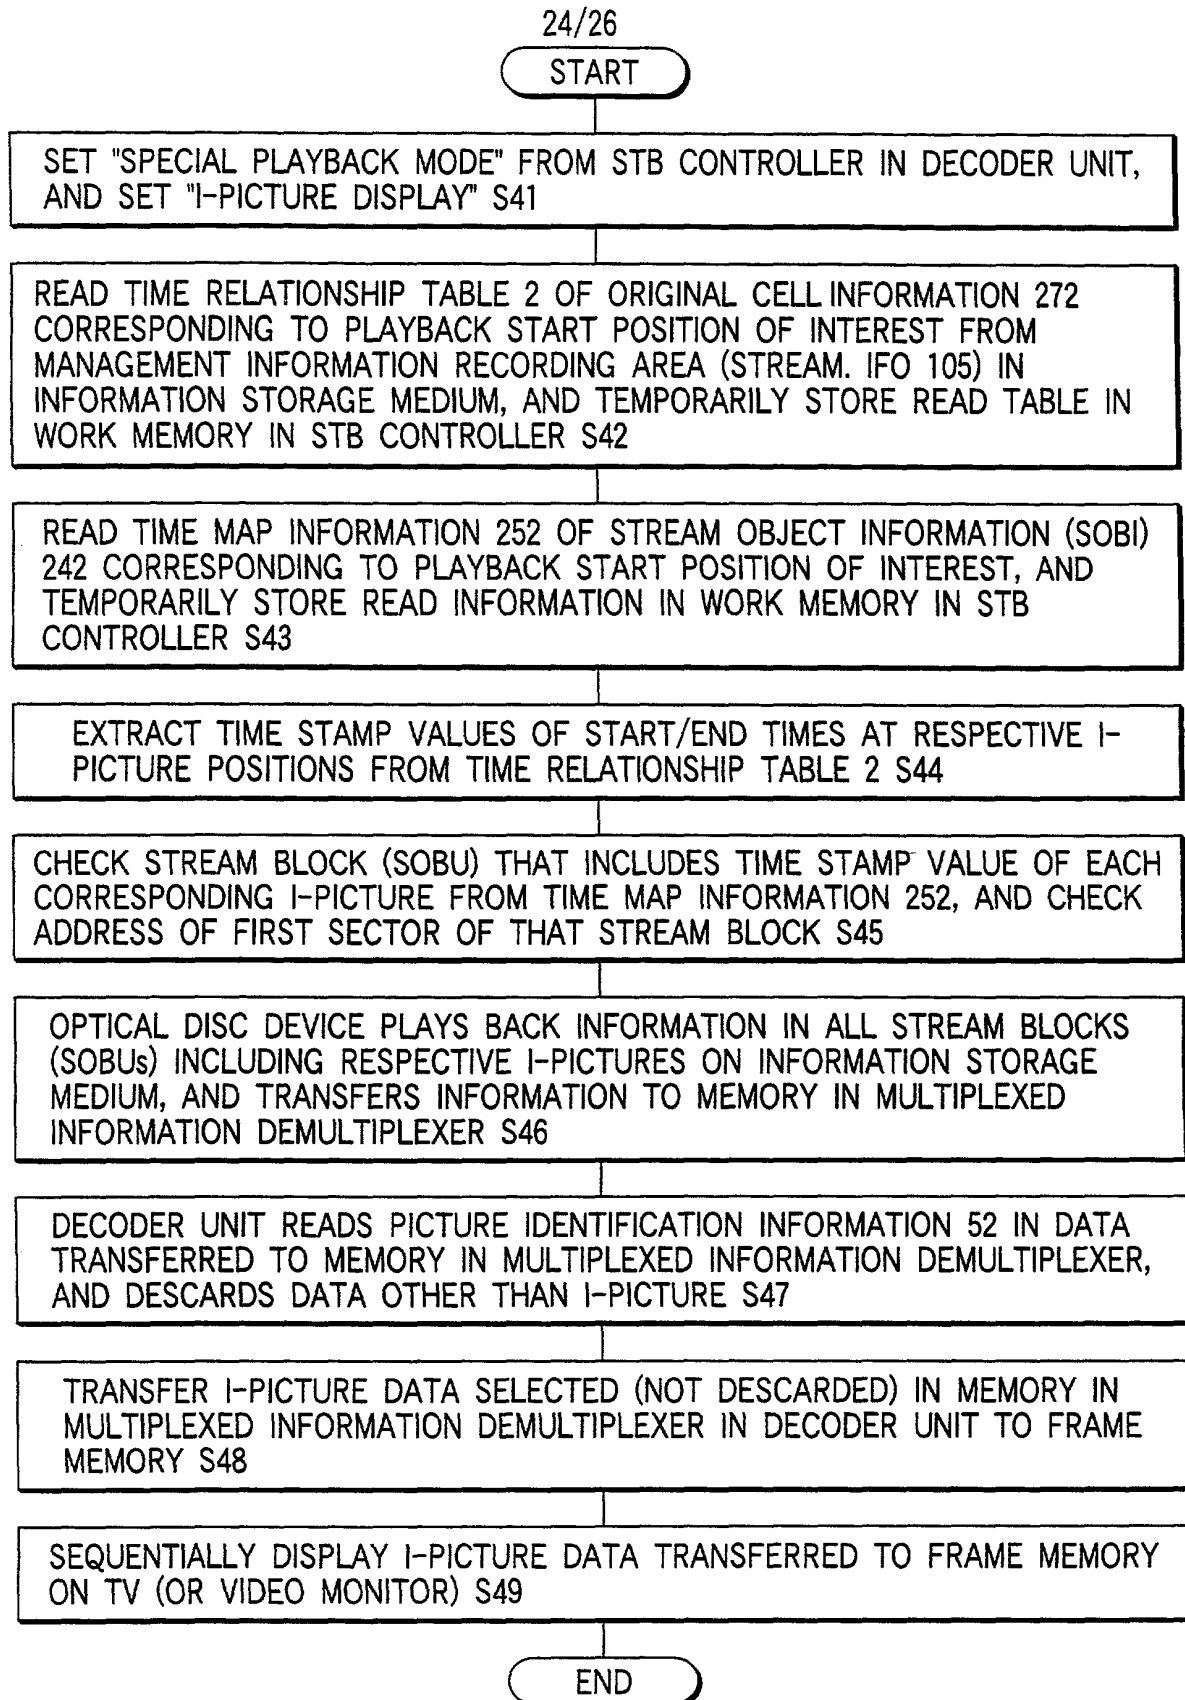 24/26
START
SET "SPECIAL PLAYBACK MODE" FROM STB CONTROLLER IN DECODER UNIT,
AND SET "I-PICTURE DISPLAY" S41
READ TIME RELATIONSHIP TABLE 2 OF ORIGINAL CELL INFORMATION 272
CORRESPONDING TO PLAYBACK START POSITION OF INTEREST FROM
MANAGEMENT INFORMATION RECORDING AREA (STREAM. IFO 105) IN
INFORMATION STORAGE MEDIUM, AND TEMPORARILY STORE READ TABLE IN
WORK MEMORY IN STB CONTROLLER S42
READ TIME MAP INFORMATION 252 OF STREAM OBJECT INFORMATION (SOBI)
242 CORRESPONDING TO PLAYBACK START POSITION OF INTEREST, AND
TEMPORARILY STORE READ INFORMATION IN WORK MEMORY IN STB
CONTROLLER S43
EXTRACT TIME STAMP VALUES OF START/END TIMES AT RESPECTIVE I-
PICTURE POSITIONS FROM TIME RELATIONSHIP TABLE 2 S44
CHECK STREAM BLOCK (SOBU) THAT INCLUDES TIME STAMP VALUE OF EACH
CORRESPONDING I-PICTURE FROM TIME MAP INFORMATION 252, AND CHECK
ADDRESS OF FIRST SECTOR OF THAT STREAM BLOCK S45
OPTICAL DISC DEVICE PLAYS BACK INFORMATION IN ALL STREAM BLOCKS
(SOBUs) INCLUDING RESPECTIVE I-PICTURES ON INFORMATION STORAGE
MEDIUM, AND TRANSFERS INFORMATION TO MEMORY IN MULTIPLEXED
INFORMATION DEMULTIPLEXER S46
DECODER UNIT READS PICTURE IDENTIFICATION INFORMATION 52 IN DATA
TRANSFERRED TO MEMORY IN MULTIPLEXED INFORMATION DEMULTIPLEXER,
AND DESCARDS DATA OTHER THAN I-PICTURE S47
TRANSFER I-PICTURE DATA SELECTED (NOT DESCARDED) IN MEMORY IN
MULTIPLEXED INFORMATION DEMULTIPLEXER IN DECODER UNIT TO FRAME
MEMORY S48
SEQUENTIALLY DISPLAY I-PICTURE DATA TRANSFERRED TO FRAME MEMORY
ON TV (OR VIDEO MONITOR) S49
END